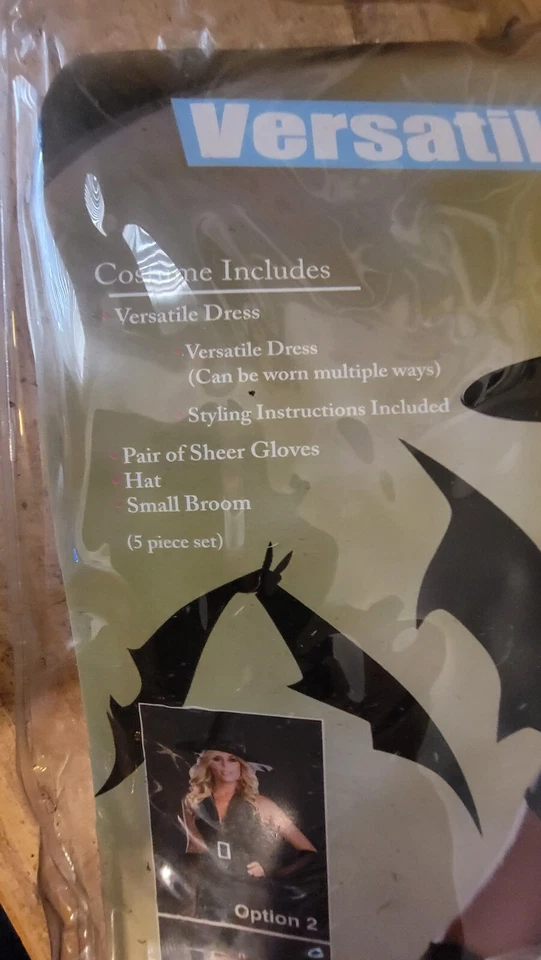 Costume Includes
Versatile Dress
Versatile Dress
(Can be worn multiple ways)
Styling Instructions Included
Pair of Sheer Gloves
Hat
Small Broom
(5 piece set)
Option 2